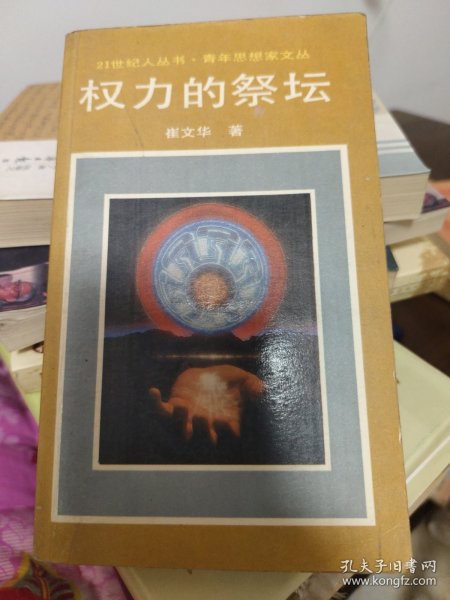 21世纪人丛书·青年思想家文丛
权力的祭坛
崔文华 著
孔夫子旧书网
www.kongfz.com